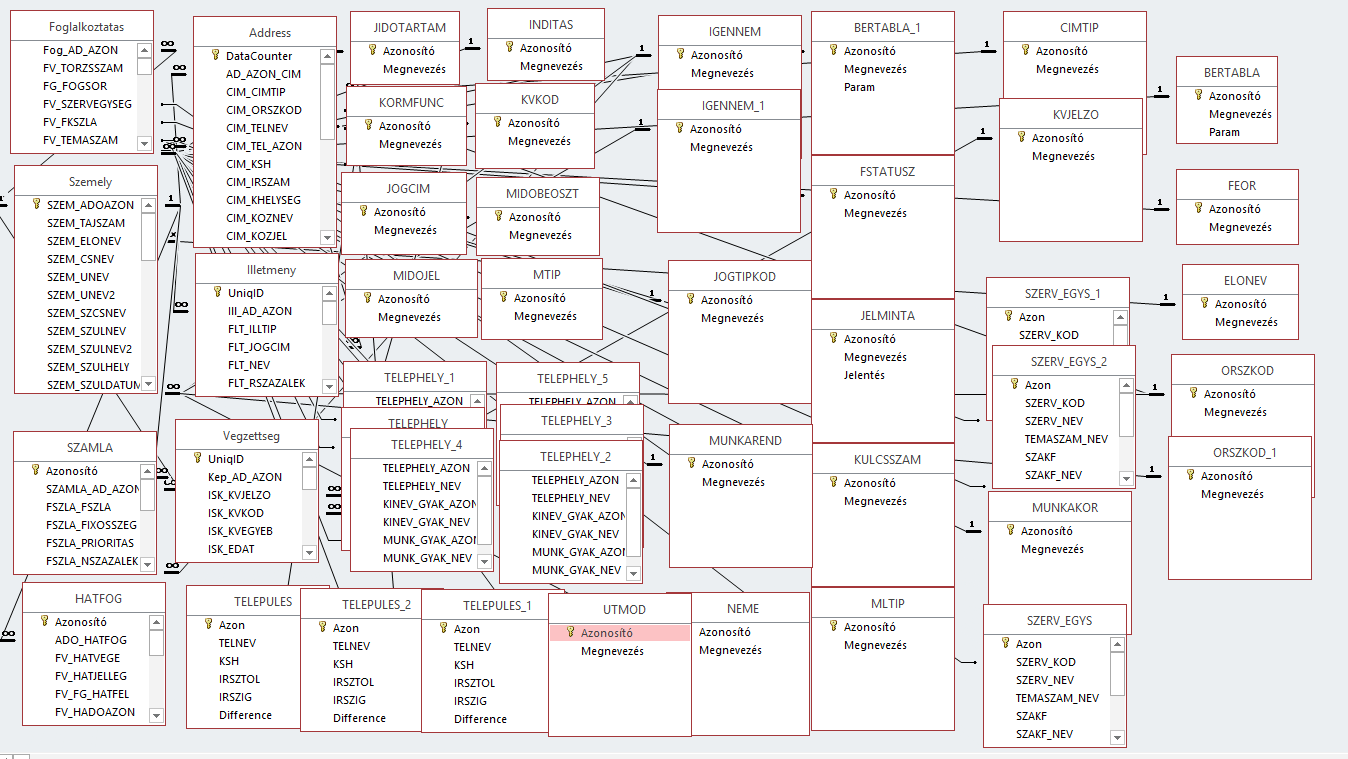 Foglalkoztatas
Fog_AD_AZON
FV_TORZSSZAM
FG_FOGSOR
FV_SZERVEGYSEG
FV_FKSZLA
FV_TEMASZAM
Address
DataCounter
AD_AZON_CIM
CIM_CIMTIP
CIM_ORSZKOD
CIM_TELNEV
CIM_TEL_AZON
CIM_KSH
CIM_IRSZAM
CIM_KHELYSEG
CIM_KOZNEV
CIM_KOZJEL
JIDOTARTAM
Azonosító
Megnevezés
INDITAS
Azonosító
Megnevezés
IGENNEM
Azonosító
Megnevezés
BERTABLA_1
Azonosító
Megnevezés
Param
CIMTIP
Azonosító
Megnevezés
BERTABLA
Azonosító
Megnevezés
Param
KORMFUNC
Azonosító
Megnevezés
KVKOD
Azonosító
Megnevezés
IGENNEM_1
Azonosító
Megnevezés
KVJELZO
Azonosító
Megnevezés
Szemely
SZEM_ADOAZON
SZEM_TAJSZAM
SZEM_ELONEV
SZEM_CSNEV
SZEM_UNEV
SZEM_UNEV2
SZEM_SZCSNEV
SZEM_SZULNEV
SZEM_SZULNEV2
SZEM_SZULHELY
SZEM_SZULDATUM
JOGCIM
Azonosító
Megnevezés
MIDOBEOSZT
Azonosító
Megnevezés
FSTATUSZ
Azonosító
Megnevezés
FEOR
Azonosító
Megnevezés
Illetmeny
UniqID
Ill_AD_AZON
FLT_ILLTIP
FLT_JOGCIM
FLT_NEV
FLT_RSZAZALEK
MIDOJEL
Azonosító
Megnevezés
MTIP
Azonosító
Megnevezés
JOGTIPKOD
Azonosító
Megnevezés
JELMINTA
Azonosító
Megnevezés
Jelentés
SZERV_EGYS_1
Azon
SZERV_KOD
ELONEV
Azonosító
Megnevezés
SZERV_EGYS_2
Azon
SZERV_KOD
SZERV_NEV
TEMASZAM_NEV
SZAKF
SZAKF_NEV
ORSZKOD
Azonosító
Megnevezés
TELEPHELY_1
TELEPHELY_AZON
TELEPHELY_5
TELEPHELY_AZON
TELEPHELY
TELEPHELY_3
TELEPHELY_4
TELEPHELY_AZON
TELEPHELY_NEV
KINEV_GYAK_AZON
KINEV_GYAK_NEV
MUNK_GYAK_AZON
MUNK_GYAK_NEV
TELEPHELY_2
TELEPHELY_AZON
TELEPHELY_NEV
KINEV_GYAK_AZON
KINEV_GYAK_NEV
MUNK_GYAK_AZON
MUNK_GYAK_NEV
SZAMLA
Azonosító
SZAMLA_AD_AZON
FSZLA_FSZLA
FSZLA_FIXOSSZEG
FSZLA_PRIORITAS
FSZLA_NSZAZALEK
Vegzettseg
UniqID
Kep_AD_AZON
ISK_KVJELZO
ISK_KVKOD
ISK_KVEGYEB
ISK_EDAT
MUNKAREND
Azonosító
Megnevezés
KULCSSZAM
Azonosító
Megnevezés
ORSZKOD_1
Azonosító
Megnevezés
MUNKAKOR
Azonosító
Megnevezés
HATFOG
Azonosító
ADO_HATFOG
FV_HATVEGE
FV_HATJELLEG
FV_FG_HATFEL
FV_HADOAZON
TELEPULES
Azon
TELNEV
KSH
IRSZTOL
IRSZIG
Difference
TELEPULES_2
Azon
TELNEV
KSH
IRSZTOL
IRSZIG
Difference
TELEPULES_1
Azon
TELNEV
KSH
IRSZTOL
IRSZIG
Difference
UTMOD
Azonosító
Megnevezés
NEME
Azonosító
Megnevezés
MLTIP
Azonosító
Megnevezés
SZERV_EGYS
Azon
SZERV_KOD
SZERV_NEV
TEMASZAM_NEV
SZAKF
SZAKF_NEV